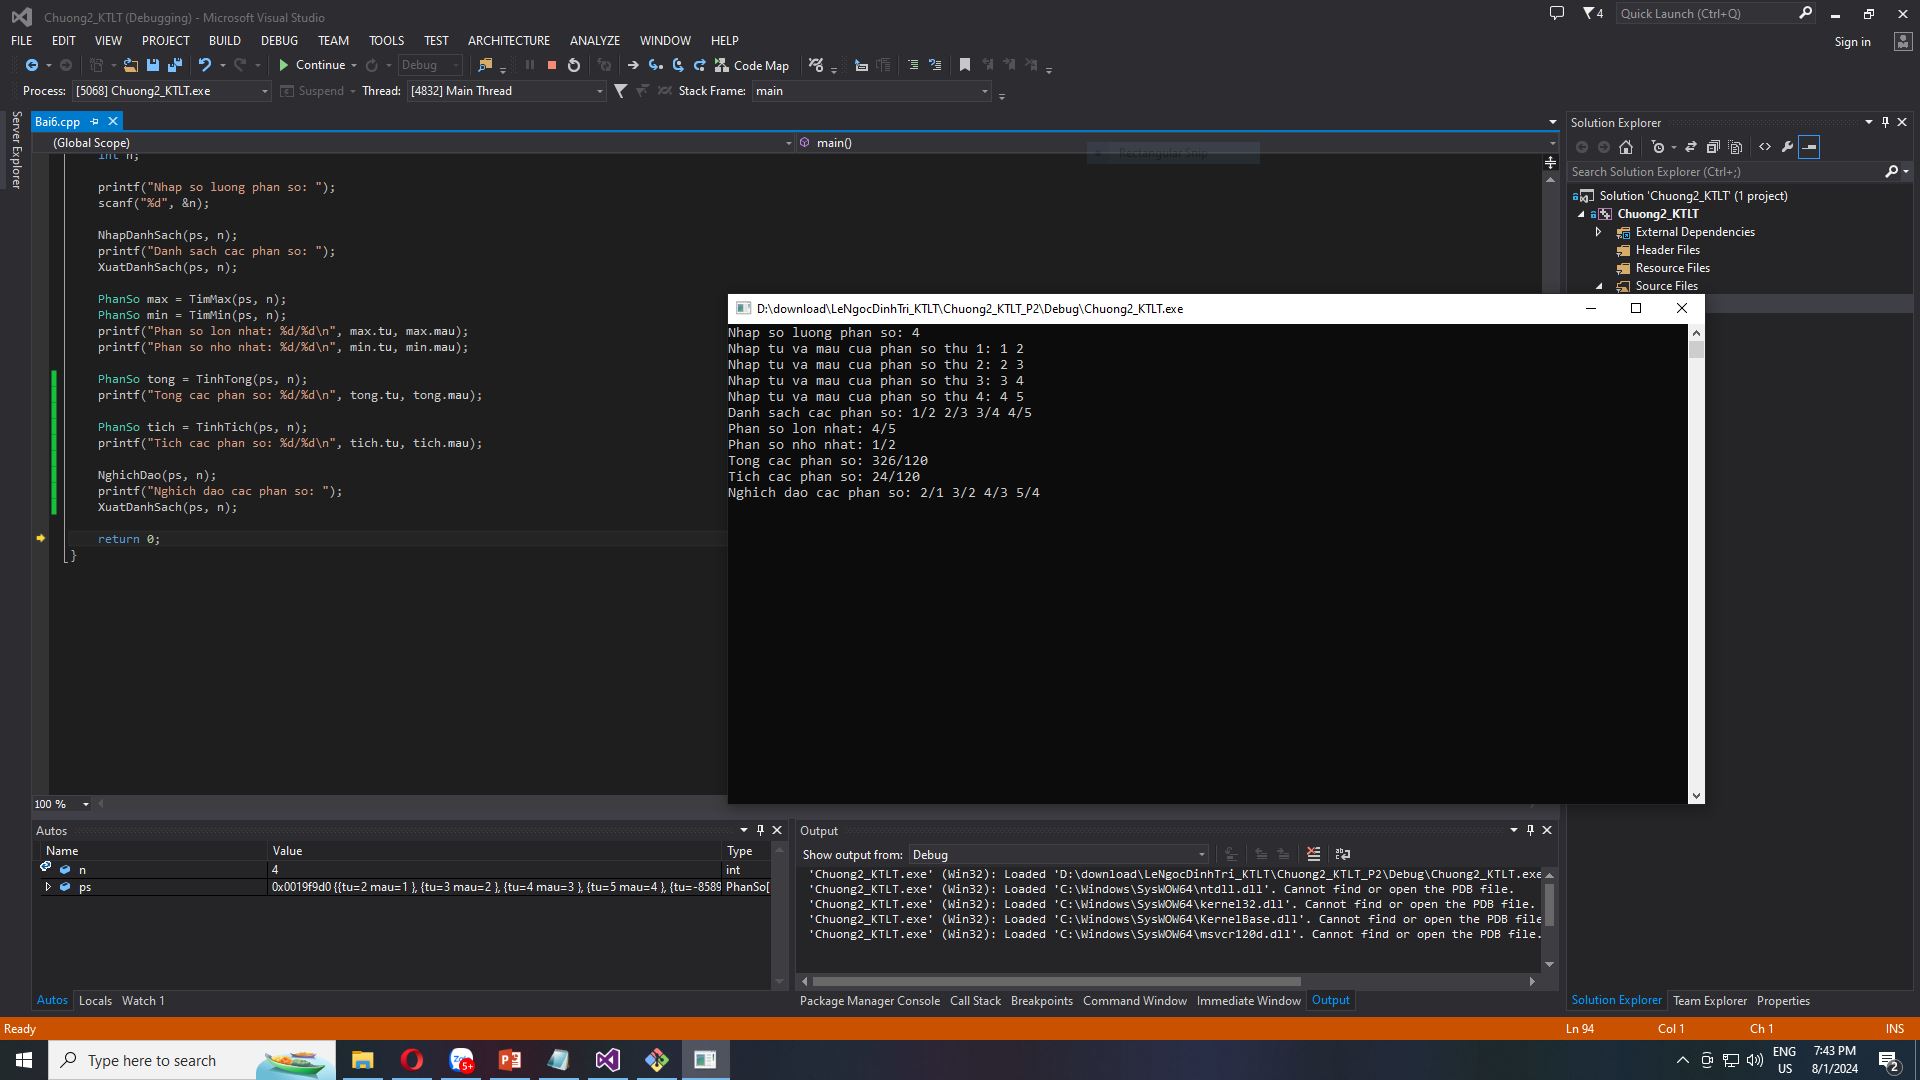 Chuong2_KTLT (Debugging) - Microsoft Visual Studio
4
Quick Launch (Ctrl+Q)
FILE EDIT VIEW PROJECT BUILD DEBUG TEAM TOOLS TEST ARCHITECTURE ANALYZE WINDOW HELP
Sign in
Continue Debug Code Map
Process: [5068] Chuong2_KTLT.exe Suspend Thread: [4832] Main Thread Stack Frame: main
Server Explorer
Bai6.cpp
(Global Scope) main()
Rectangular Snip
int n;
printf("Nhap so luong phan so: ");
scanf("%d", &n);
NhapDanhSach(ps, n);
printf("Danh sach cac phan so: ");
XuatDanhSach(ps, n);
PhanSo max = TimMax(ps, n);
PhanSo min = TimMin(ps, n);
printf("Phan so lon nhat: %d/%d\n", max.tu, max.mau);
printf("Phan so nho nhat: %d/%d\n", min.tu, min.mau);
PhanSo tong = TinhTong(ps, n);
printf("Tong cac phan so: %d/%d\n", tong.tu, tong.mau);
PhanSo tich = TinhTich(ps, n);
printf("Tich cac phan so: %d/%d\n", tich.tu, tich.mau);
NghichDao(ps, n);
printf("Nghich dao cac phan so: ");
XuatDanhSach(ps, n);
return 0;
}
D:\download\LeNgocDinhTri_KTLT\Chuong2_KTLT_P2\Debug\Chuong2_KTLT.exe
Nhap so luong phan so: 4
Nhap tu va mau cua phan so thu 1: 1 2
Nhap tu va mau cua phan so thu 2: 2 3
Nhap tu va mau cua phan so thu 3: 3 4
Nhap tu va mau cua phan so thu 4: 4 5
Danh sach cac phan so: 1/2 2/3 3/4 4/5
Phan so lon nhat: 4/5
Phan so nho nhat: 1/2
Tong cac phan so: 326/120
Tich cac phan so: 24/120
Nghich dao cac phan so: 2/1 3/2 4/3 5/4
Solution Explorer
Search Solution Explorer (Ctrl+;)
Solution 'Chuong2_KTLT' (1 project)
Chuong2_KTLT
External Dependencies
Header Files
Resource Files
Source Files
100 %
Autos
Name Value Type
n 4 int
ps 0x0019f9d0 {{tu=2 mau=1 }, {tu=3 mau=2 }, {tu=4 mau=3 }, {tu=5 mau=4 }, {tu=-8589 PhanSo[
Autos Locals Watch 1
Output
Show output from: Debug
'Chuong2_KTLT.exe' (Win32): Loaded 'D:\download\LeNgocDinhTri_KTLT\Chuong2_KTLT_P2\Debug\Chuong2_KTLT.exe
'Chuong2_KTLT.exe' (Win32): Loaded 'C:\Windows\SysWOW64\ntdll.dll'. Cannot find or open the PDB file.
'Chuong2_KTLT.exe' (Win32): Loaded 'C:\Windows\SysWOW64\kernel32.dll'. Cannot find or open the PDB file.
'Chuong2_KTLT.exe' (Win32): Loaded 'C:\Windows\SysWOW64\KernelBase.dll'. Cannot find or open the PDB file
'Chuong2_KTLT.exe' (Win32): Loaded 'C:\Windows\SysWOW64\msvcr120d.dll'. Cannot find or open the PDB file.
Package Manager Console Call Stack Breakpoints Command Window Immediate Window Output
Solution Explorer Team Explorer Properties
Ready Ln 94 Col 1 Ch 1 INS
Type here to search
5+
ENG
US
7:43 PM
8/1/2024
2